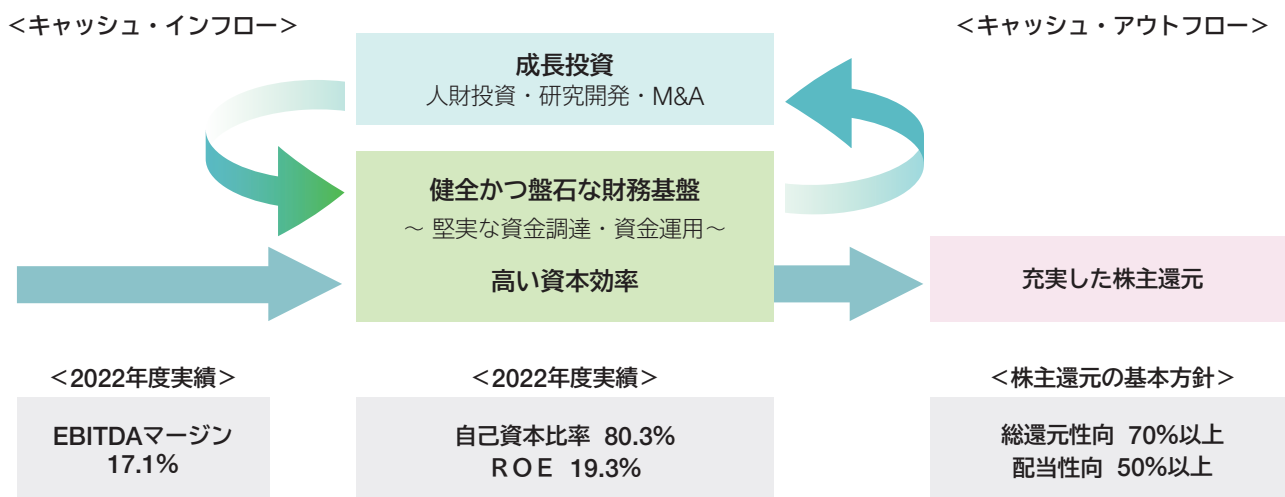 ＜キャッシュ・インフロー＞
＜キャッシュ・アウトフロー＞
成長投資
人財投資・研究開発・M&A
健全かつ盤石な財務基盤
～ 堅実な資金調達・資金運用～
高い資本効率
充実した株主還元
＜2022年度実績＞
EBITDAマージン
17.1%
＜2022年度実績＞
自己資本比率 80.3%
ＲＯＥ 19.3%
＜株主還元の基本方針＞
総還元性向 70%以上
配当性向 50%以上